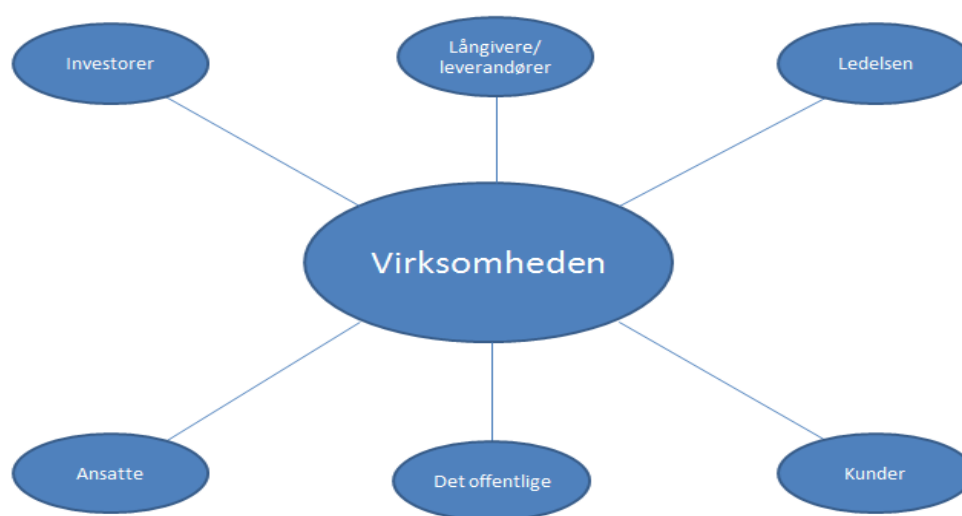 Investorer
Långivere/
leverandører
Ledelsen
Virksomheden
Ansatte
Det offentlige
Kunder